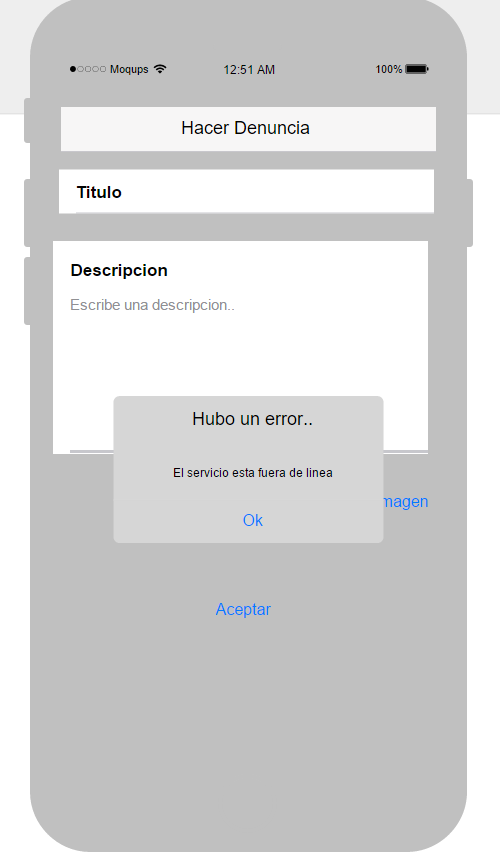 Moqups 12:51 AM 100%
Hacer Denuncia
Titulo
Descripcion
Escribe una descripcion..
Hubo un error..
El servicio esta fuera de linea
magen
Ok
Aceptar